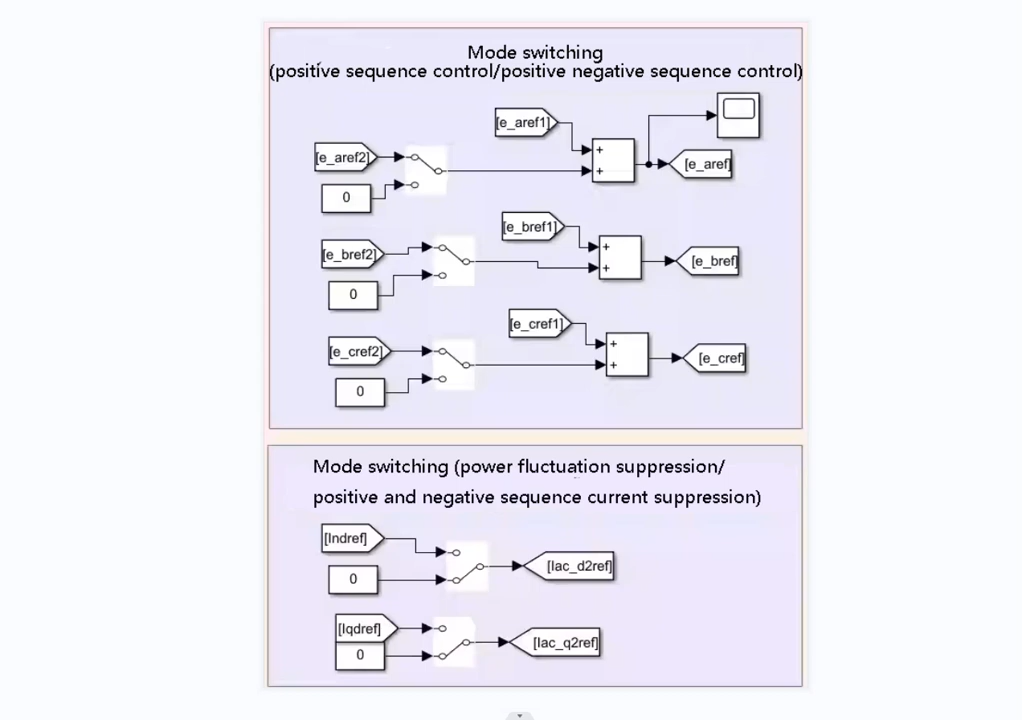 Mode switching
(positive sequence control/positive negative sequence control)
[e_aref1]
[e_aref2]
+
+
[e_aref]
0
[e_bref1]
[e_bref2]
+
+
[e_bref]
0
[e_cref1]
[e_cref2]
+
+
[e_cref]
0
Mode switching (power fluctuation suppression/
positive and negative sequence current suppression)
[Indref]
0
[Iac_d2ref]
[Iqdref]
0
[Iac_q2ref]